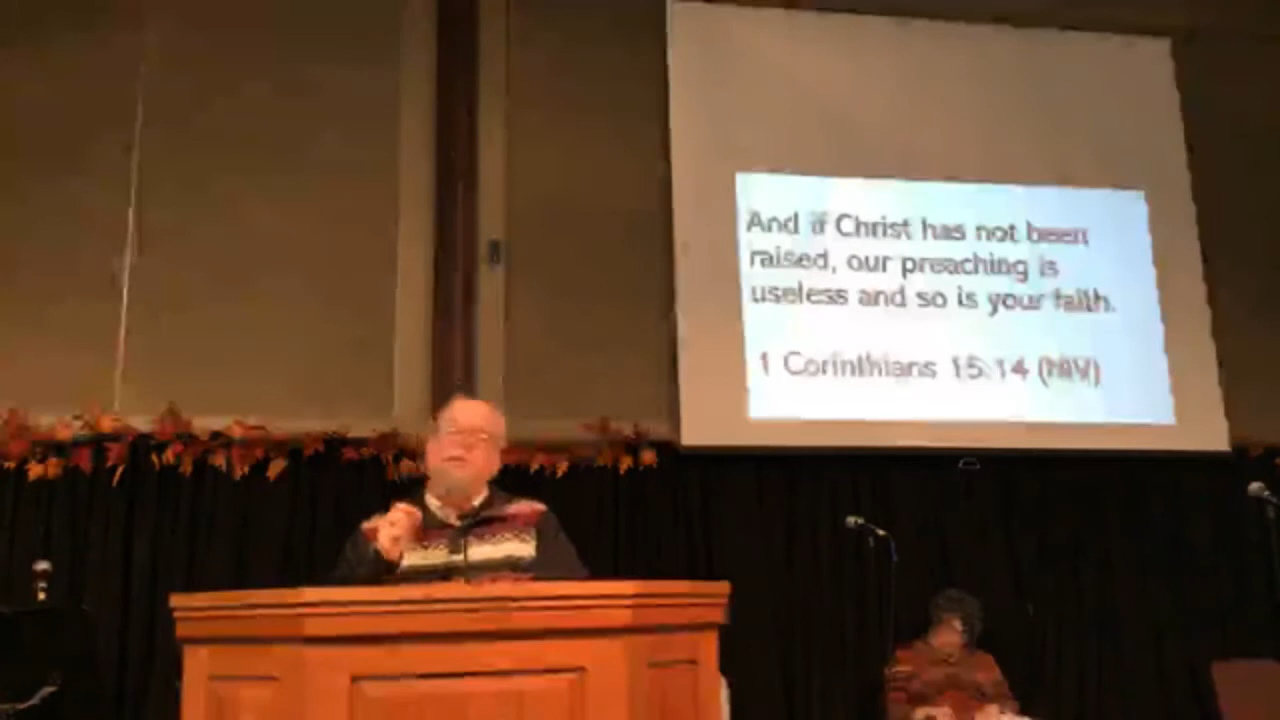 And if Christ has not been
raised, our preaching is
useless and so is your faith.
1 Corinthians 15:14 (NIV)